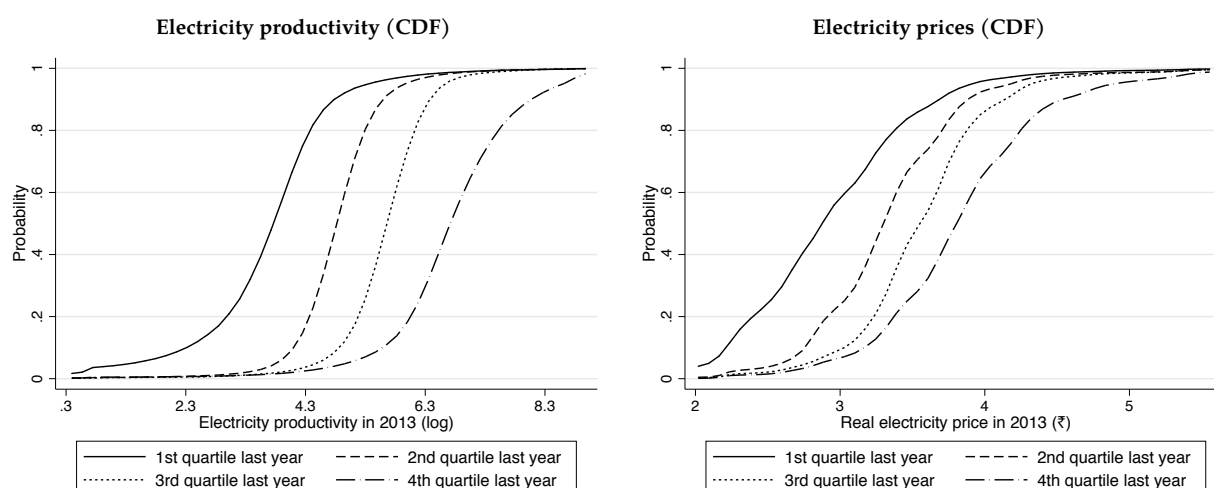 Electricity productivity (CDF)
Probability
0
.2
.4
.6
.8
1
.3
2.3
4.3
6.3
8.3
Electricity productivity in 2013 (log)
1st quartile last year
2nd quartile last year
3rd quartile last year
4th quartile last year
Electricity prices (CDF)
Probability
0
.2
.4
.6
.8
1
2
3
4
5
Real electricity price in 2013 (₹)
1st quartile last year
2nd quartile last year
3rd quartile last year
4th quartile last year